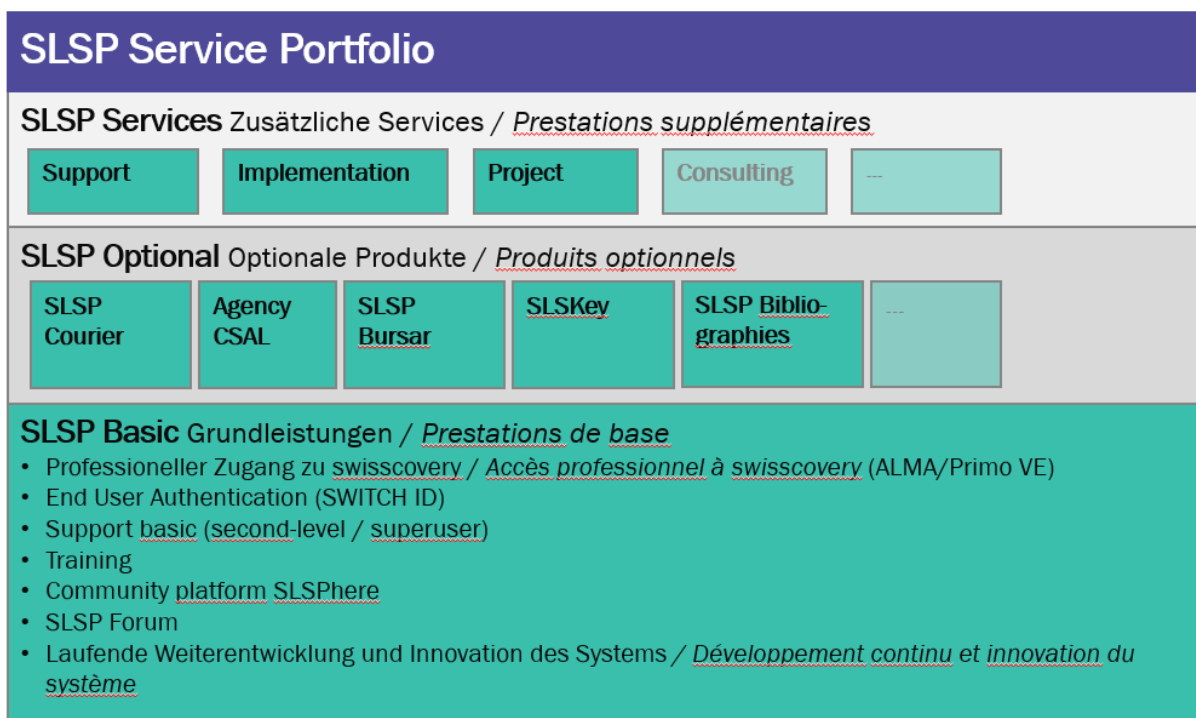 SLSP Service Portfolio
SLSP Services Zusätzliche Services / Prestations supplémentaires
Support
Implementation
Project
Consulting
---
SLSP Optional Optionale Produkte / Produits optionnels
SLSP
Courier
Agency
CSAL
SLSP
Bursar
SLSKey
SLSP Biblio-
graphies
---
SLSP Basic Grundleistungen / Prestations de base
• Professioneller Zugang zu swisscovery / Accès professionnel à swisscovery (ALMA/Primo VE)
• End User Authentication (SWITCH ID)
• Support basic (second-level / superuser)
• Training
• Community platform SLSPhere
• SLSP Forum
• Laufende Weiterentwicklung und Innovation des Systems / Développement continu et innovation du
système